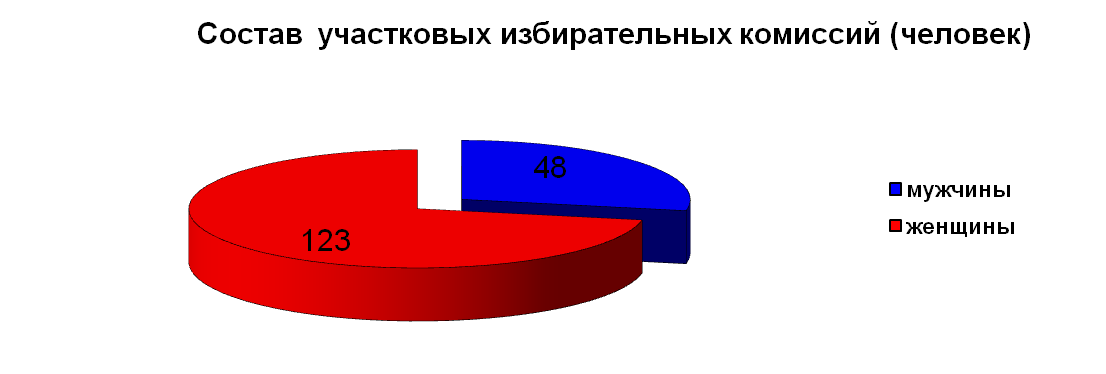 Состав участковых избирательных комиссий (человек)
48
123
мужчины
женщины